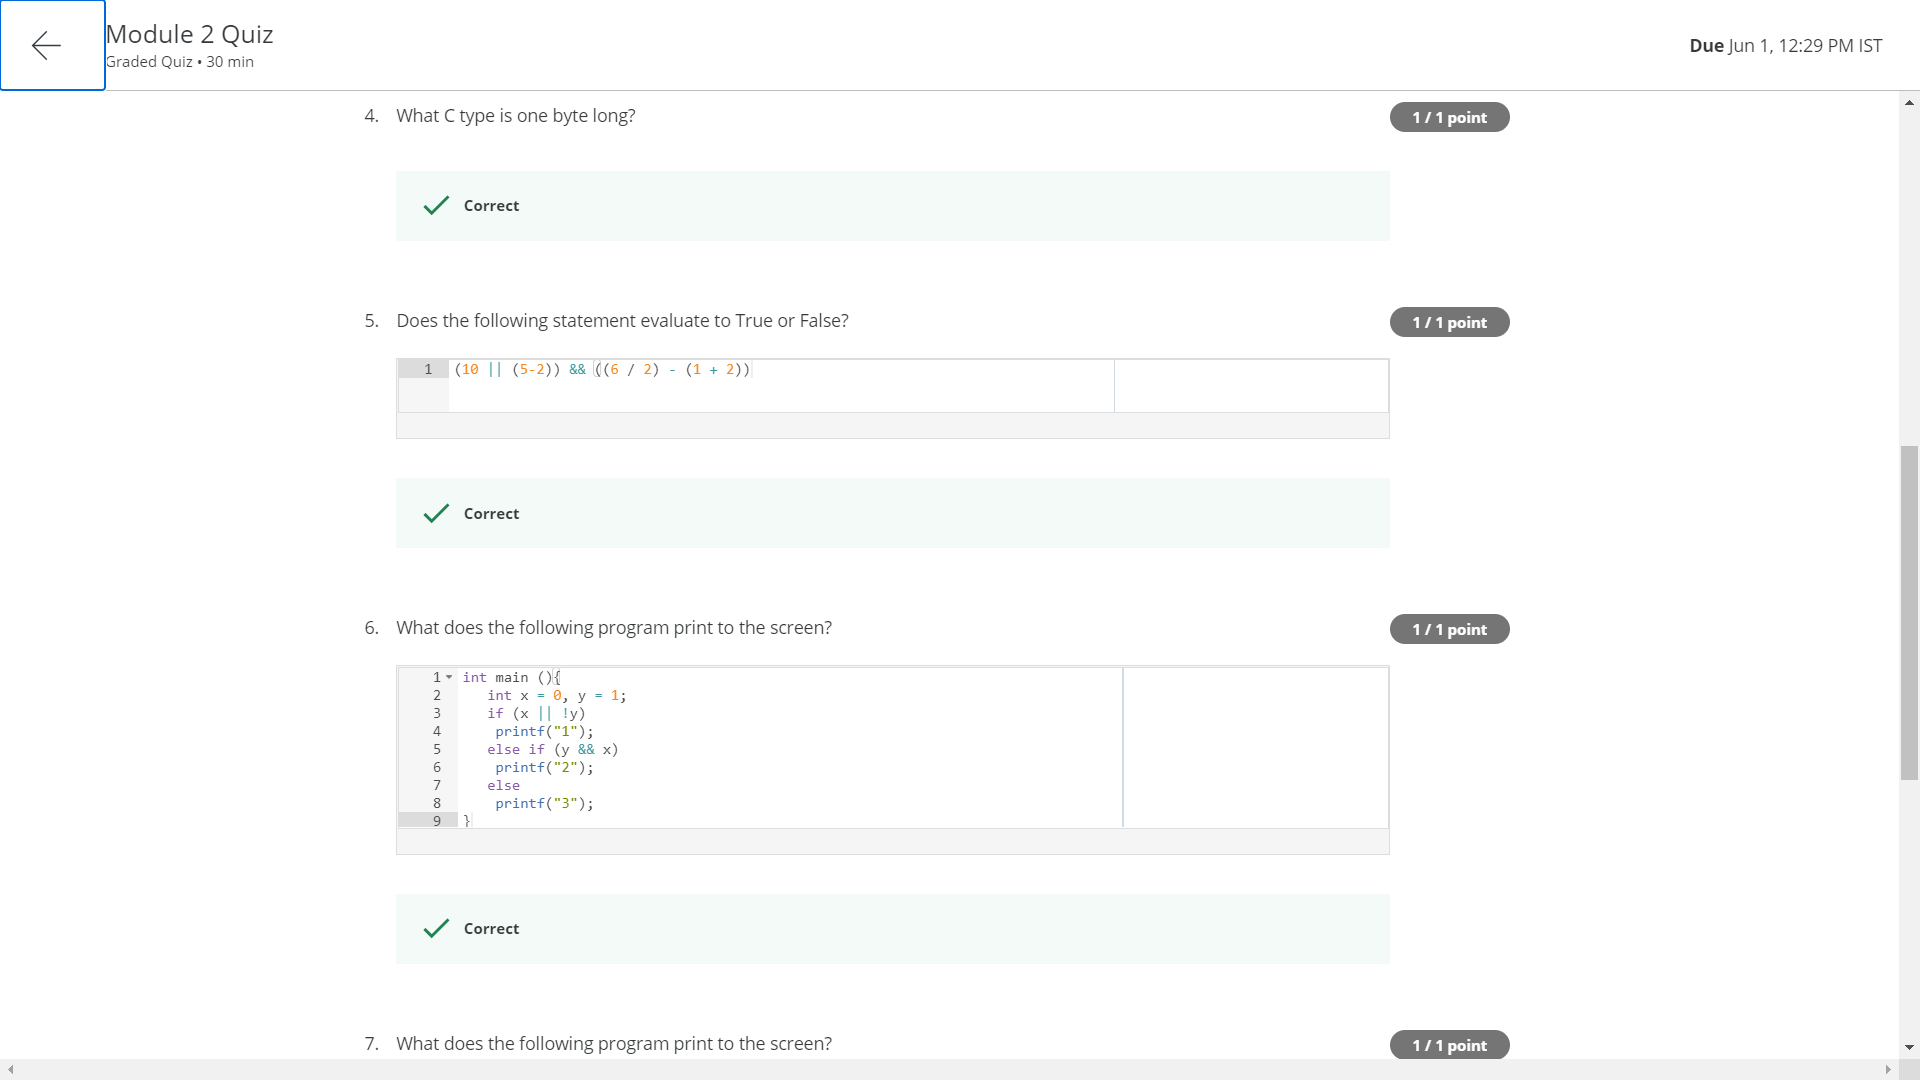 Module 2 Quiz
Graded Quiz • 30 min
Due Jun 1, 12:29 PM IST
4. What C type is one byte long?
1 / 1 point
Correct
5. Does the following statement evaluate to True or False?
1 / 1 point
1 (10 || (5-2)) && ((6 / 2) - (1 + 2))
Correct
6. What does the following program print to the screen?
1 / 1 point
1 int main (){
2 int x = 0, y = 1;
3 if (x || !y)
4 printf("1");
5 else if (y && x)
6 printf("2");
7 else
8 printf("3");
9 }
Correct
7. What does the following program print to the screen?
1 / 1 point